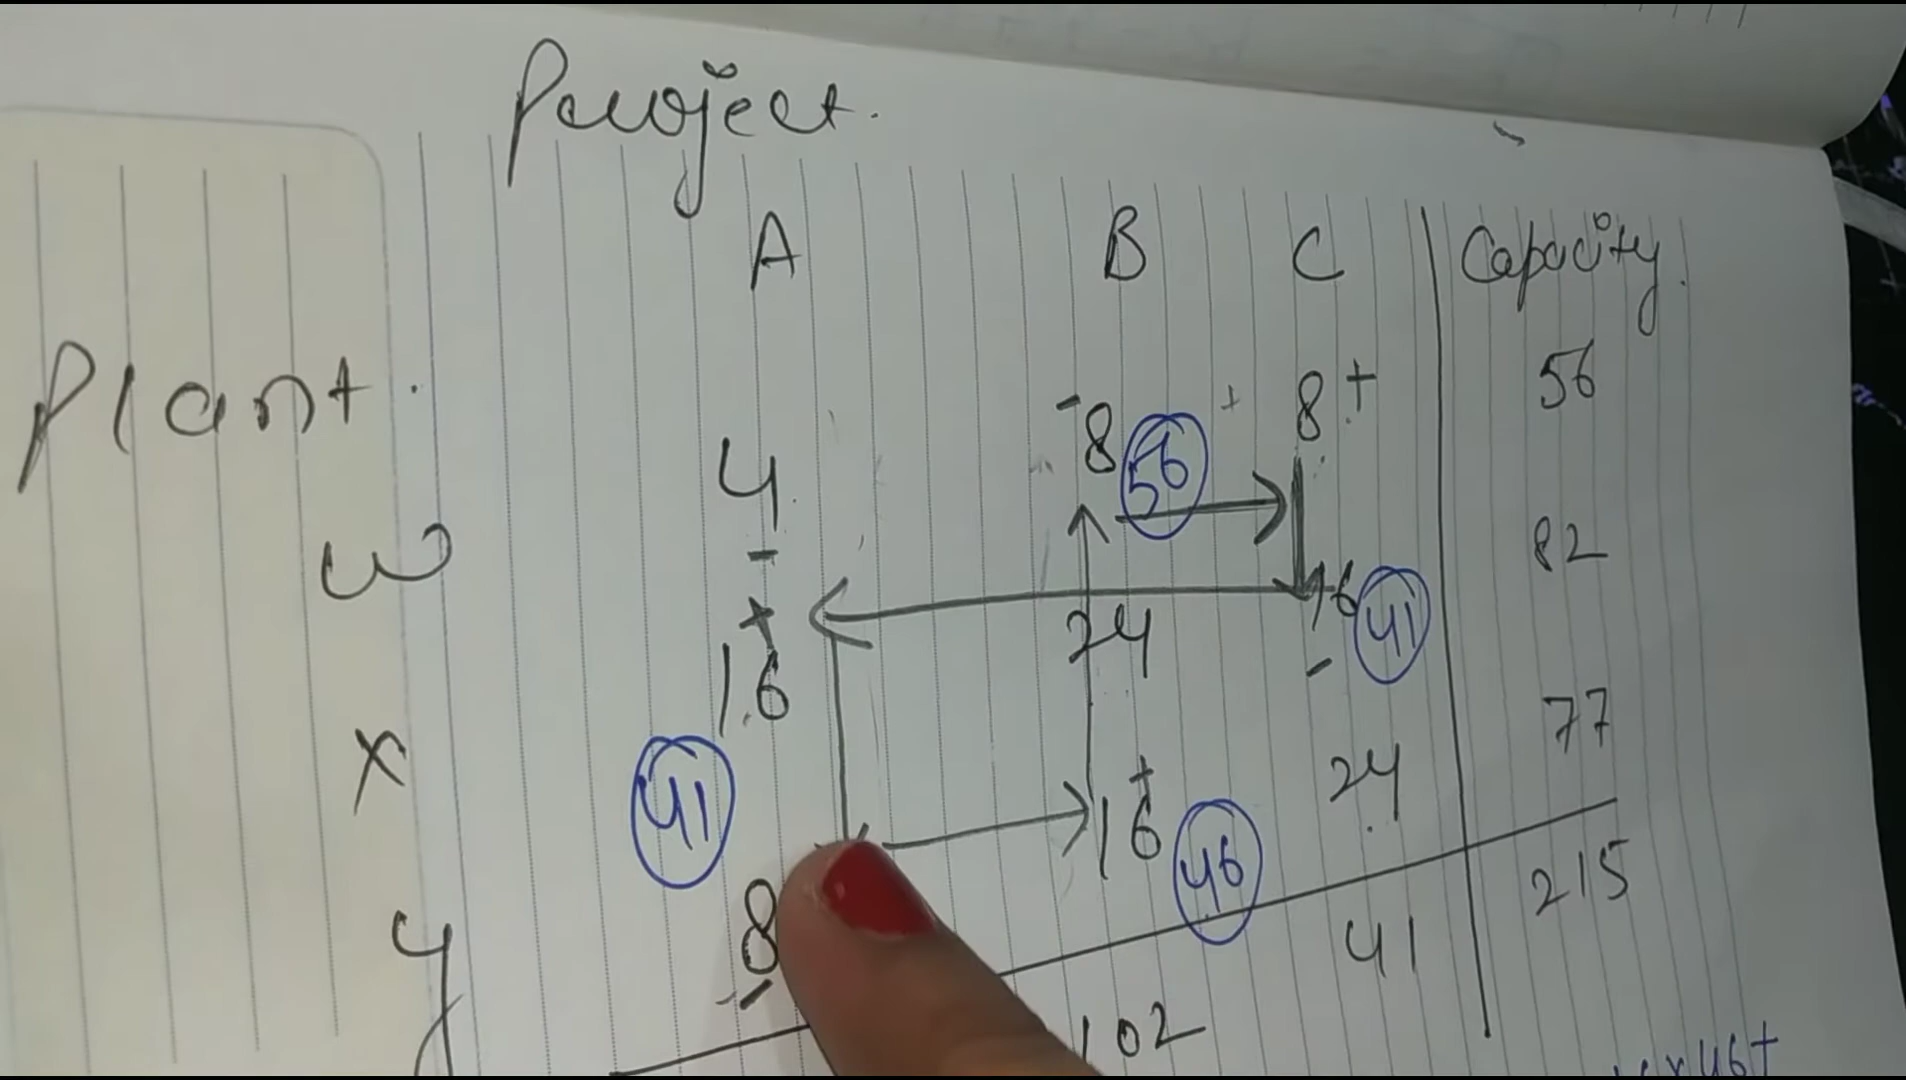 Project.
A B C Capacity.
Plant.
W 4 - -8 56 + 8 + 56
X + 16 41 24 16 41 - 82
Y 8 - + 16 46 24 77
102 41 215